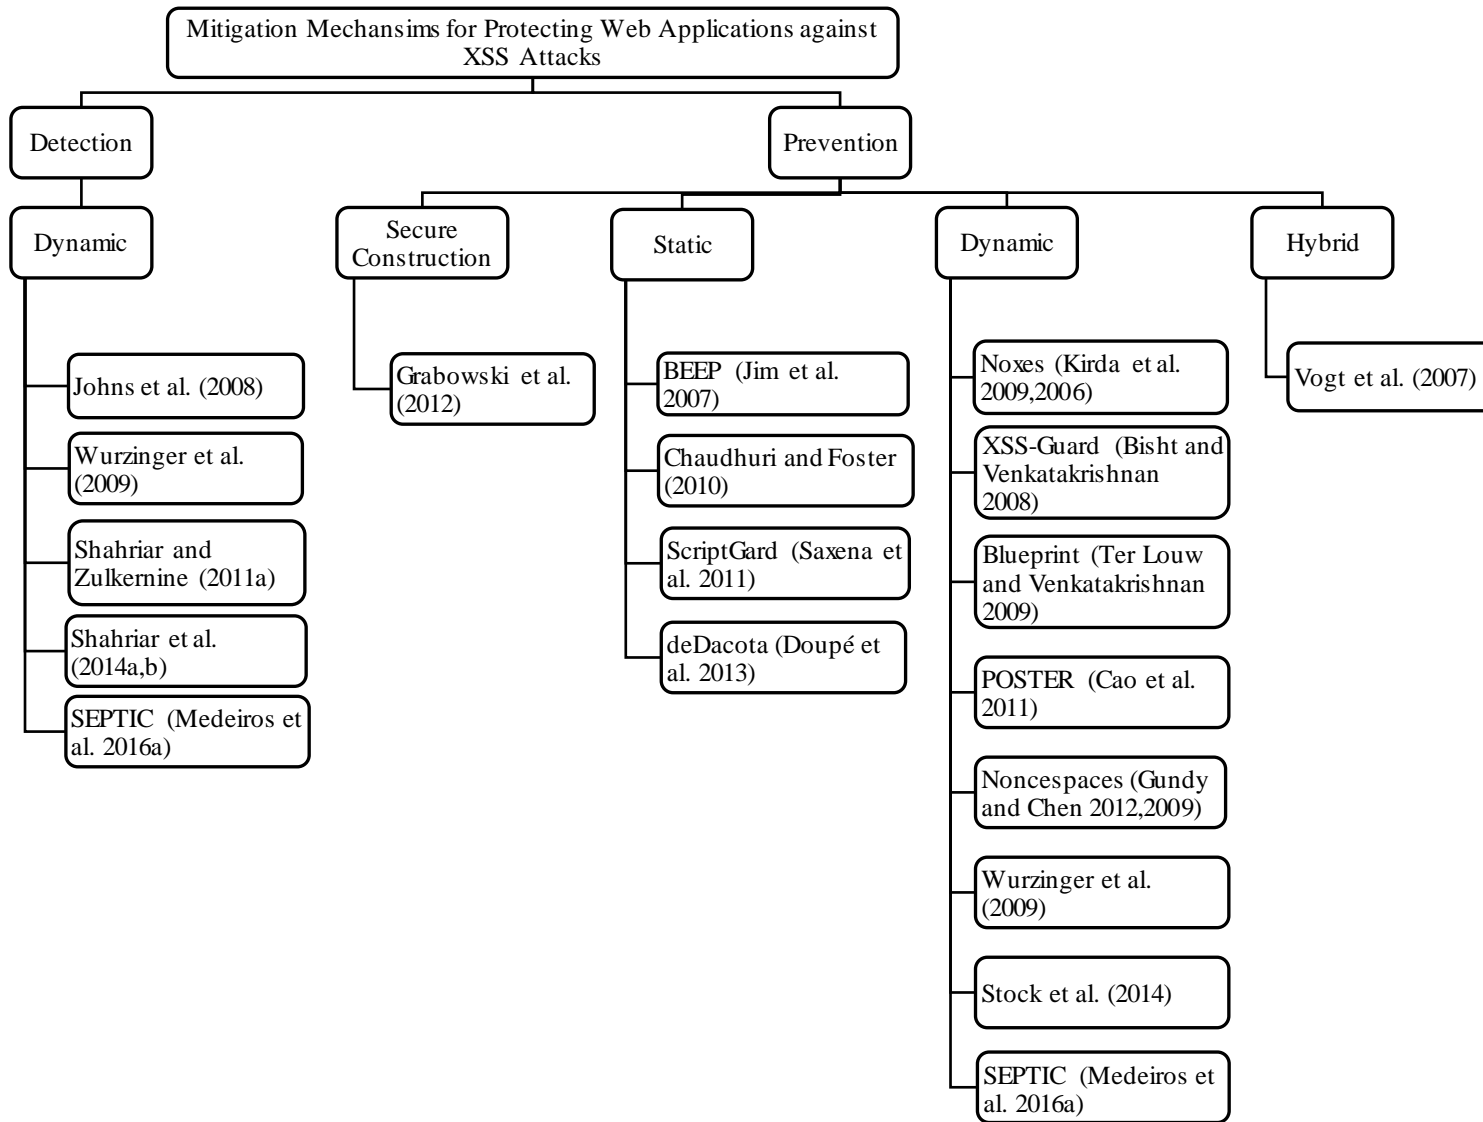 Mitigation Mechansims for Protecting Web Applications against
XSS Attacks
Detection
Prevention
Dynamic
Secure
Construction
Static
Dynamic
Hybrid
Johns et al. (2008)
Wurzinger et al.
(2009)
Shahriar and
Zulkernine (2011a)
Shahriar et al.
(2014a,b)
SEPTIC (Medeiros et
al. 2016a)
Grabowski et al.
(2012)
BEEP (Jim et al.
2007)
Chaudhuri and Foster
(2010)
ScriptGard (Saxena et
al. 2011)
deDacota (Doupé et
al. 2013)
Noxes (Kirda et al.
2009,2006)
XSS-Guard (Bisht and
Venkatakrishnan
2008)
Blueprint (Ter Louw
and Venkatakrishnan
2009)
POSTER (Cao et al.
2011)
Noncespaces (Gundy
and Chen 2012,2009)
Wurzinger et al.
(2009)
Stock et al. (2014)
SEPTIC (Medeiros et
al. 2016a)
Vogt et al. (2007)